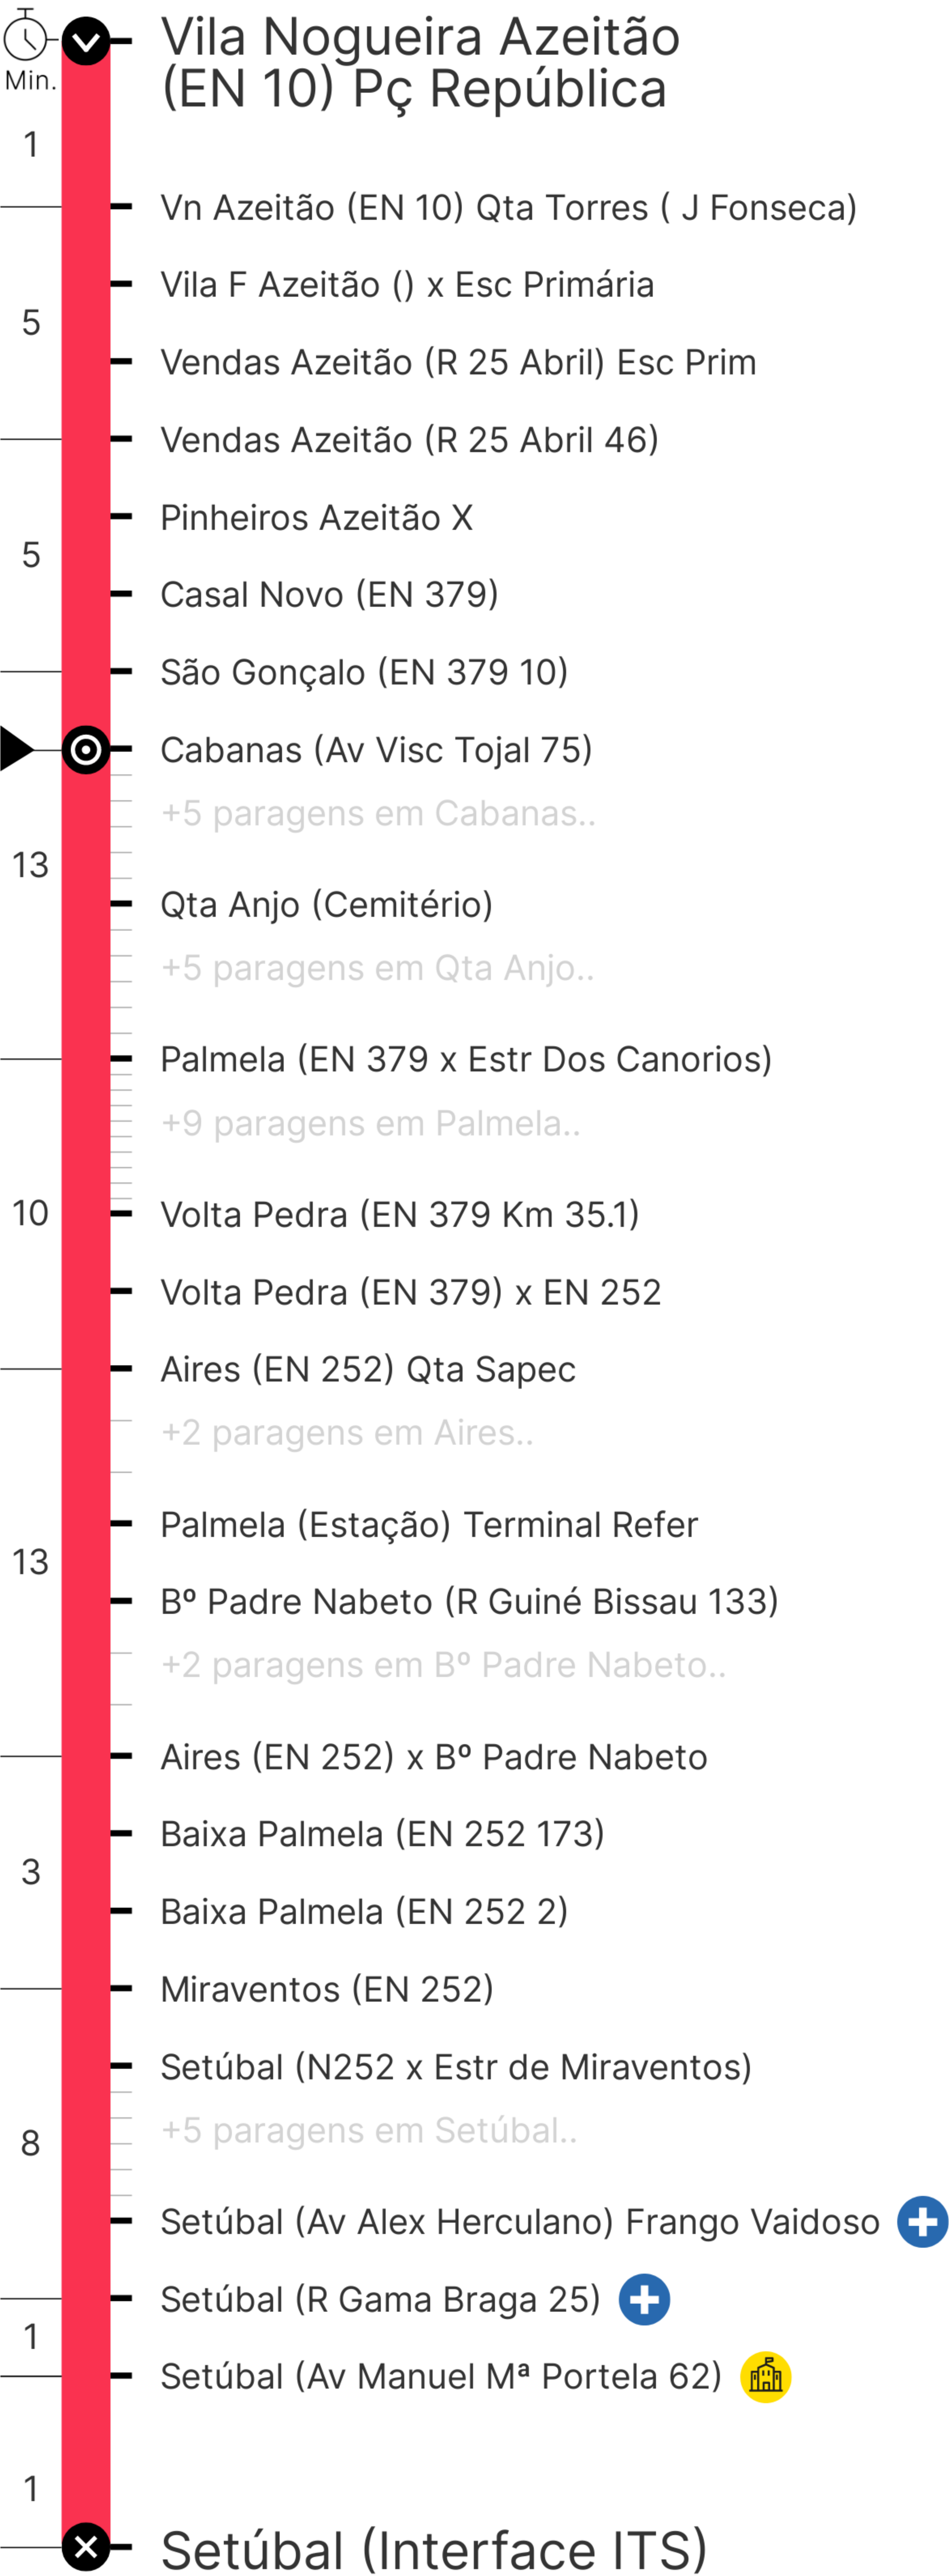 Vila Nogueira Azeitão
(EN 10) Pç República
Min.
1
Vn Azeitão (EN 10) Qta Torres ( J Fonseca)
Vila F Azeitão () x Esc Primária
5
Vendas Azeitão (R 25 Abril) Esc Prim
Vendas Azeitão (R 25 Abril 46)
Pinheiros Azeitão X
5
Casal Novo (EN 379)
São Gonçalo (EN 379 10)
Cabanas (Av Visc Tojal 75)
+5 paragens em Cabanas..
13
Qta Anjo (Cemitério)
+5 paragens em Qta Anjo..
Palmela (EN 379 x Estr Dos Canorios)
+9 paragens em Palmela..
10
Volta Pedra (EN 379 Km 35.1)
Volta Pedra (EN 379) x EN 252
Aires (EN 252) Qta Sapec
+2 paragens em Aires..
Palmela (Estação) Terminal Refer
13
Bº Padre Nabeto (R Guiné Bissau 133)
+2 paragens em Bº Padre Nabeto..
Aires (EN 252) x Bº Padre Nabeto
Baixa Palmela (EN 252 173)
3
Baixa Palmela (EN 252 2)
Miraventos (EN 252)
Setúbal (N252 x Estr de Miraventos)
+5 paragens em Setúbal..
8
Setúbal (Av Alex Herculano) Frango Vaidoso
Setúbal (R Gama Braga 25)
1
Setúbal (Av Manuel Mª Portela 62)
1
Setúbal (Interface ITS)